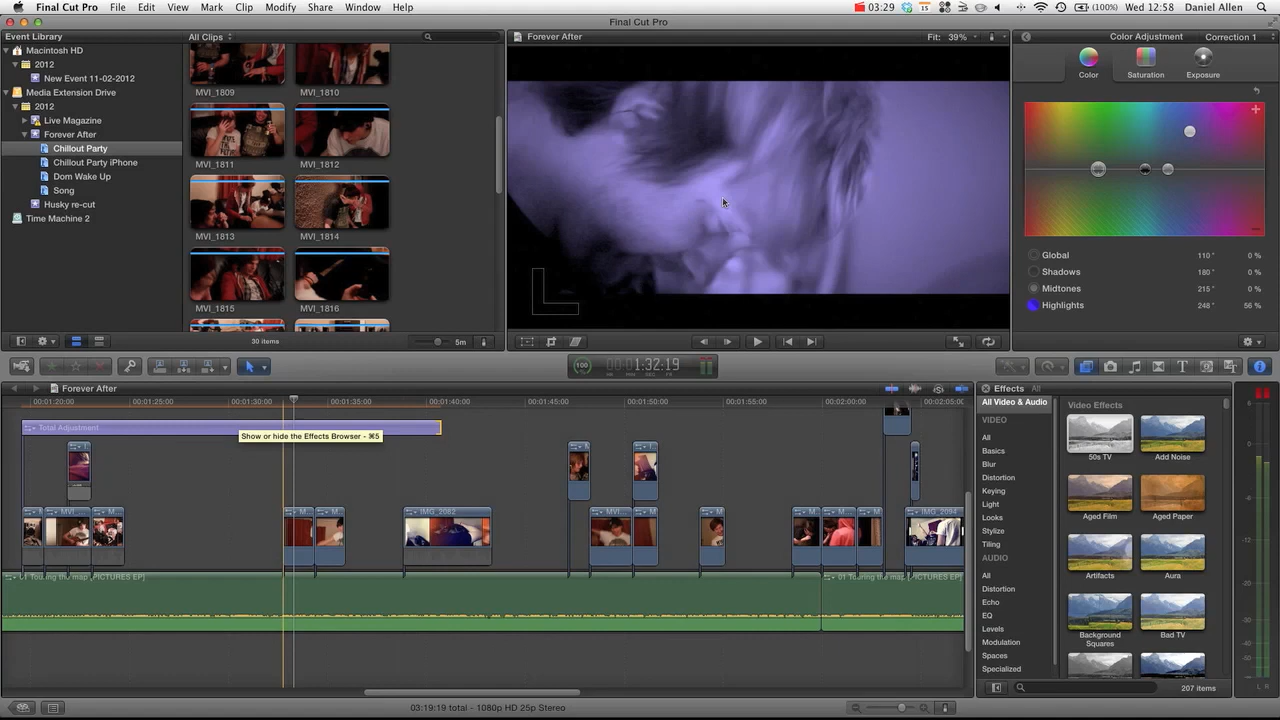 Final Cut Pro File Edit View Mark Clip Modify Share Window Help 03:29 15 (100%) Wed 12:58 Daniel Allen
Final Cut Pro
Event Library
Macintosh HD
2012
New Event 11-02-2012
Media Extension Drive
2012
Live Magazine
Forever After
Chillout Party
Chillout Party iPhone
Dom Wake Up
Song
Husky re-cut
Time Machine 2
All Clips
MVI_1809 MVI_1810
MVI_1811 MVI_1812
MVI_1813 MVI_1814
MVI_1815 MVI_1816
30 items 5m
Forever After Fit: 39%
Color Adjustment Correction 1
Color Saturation Exposure
Global 110° 0 %
Shadows 180° 0 %
Midtones 215° 0 %
Highlights 248° 56 %
100 00:01:32:19
Forever After
00:01:20:00 00:01:25:00 00:01:30:00 00:01:35:00 00:01:40:00 00:01:45:00 00:01:50:00 00:01:55:00 00:02:00:00 00:02:05:00
Total Adjustment
Show or hide the Effects Browser - ⌘5
IMG_2082
IMG_2094
Effects All
All Video & Audio
VIDEO
All
Basics
Blur
Distortion
Keying
Light
Looks
Stylize
Tiling
AUDIO
All
Distortion
Echo
EQ
Levels
Modulation
Spaces
Specialized
Video Effects
50s TV Add Noise
Aged Film Aged Paper
Artifacts Aura
Background Squares Bad TV
207 items
03:19:19 total - 1080p HD 25p Stereo
L R